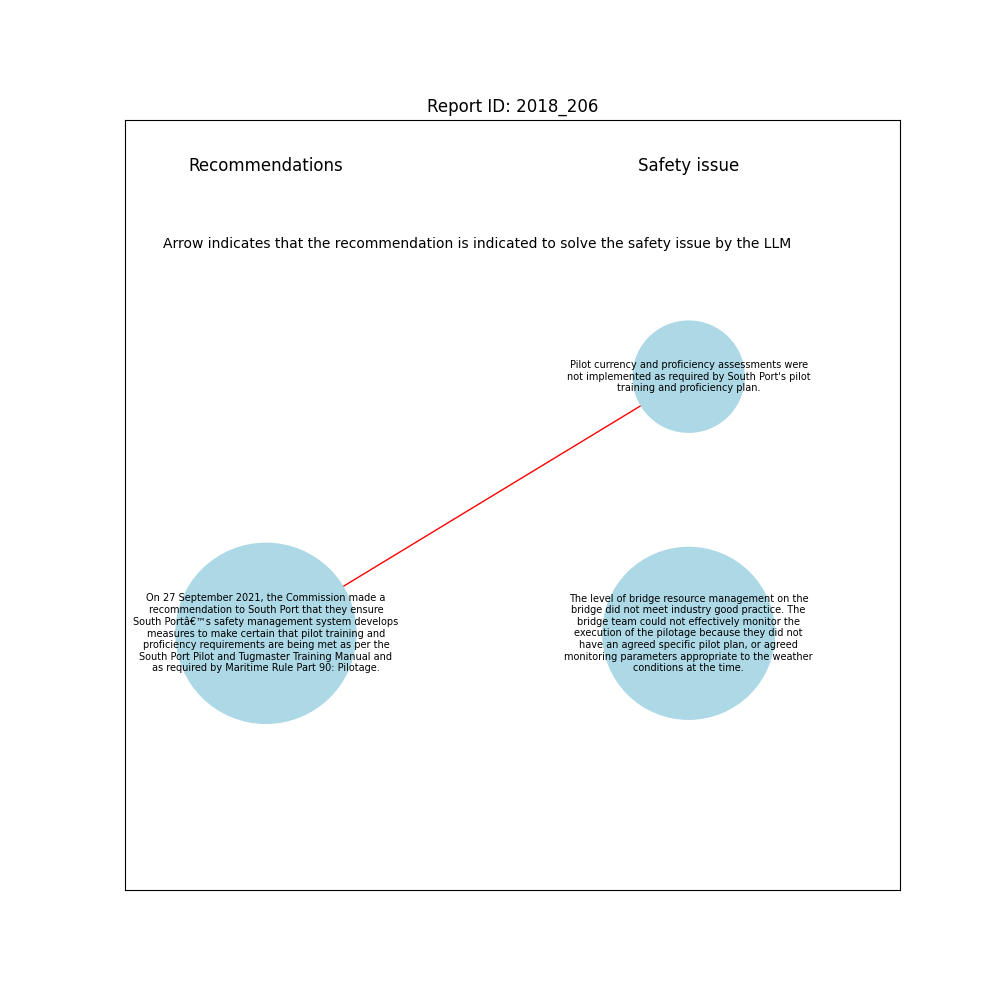 Report ID: 2018_206
Recommendations
Safety issue
Arrow indicates that the recommendation is indicated to solve the safety issue by the LLM
Pilot currency and proficiency assessments were
not implemented as required by South Port's pilot
training and proficiency plan.
On 27 September 2021, the Commission made a
recommendation to South Port that they ensure
South Portâ€™s safety management system develops
measures to make certain that pilot training and
proficiency requirements are being met as per the
South Port Pilot and Tugmaster Training Manual and
as required by Maritime Rule Part 90: Pilotage.
The level of bridge resource management on the
bridge did not meet industry good practice. The
bridge team could not effectively monitor the
execution of the pilotage because they did not
have an agreed specific pilot plan, or agreed
monitoring parameters appropriate to the weather
conditions at the time.